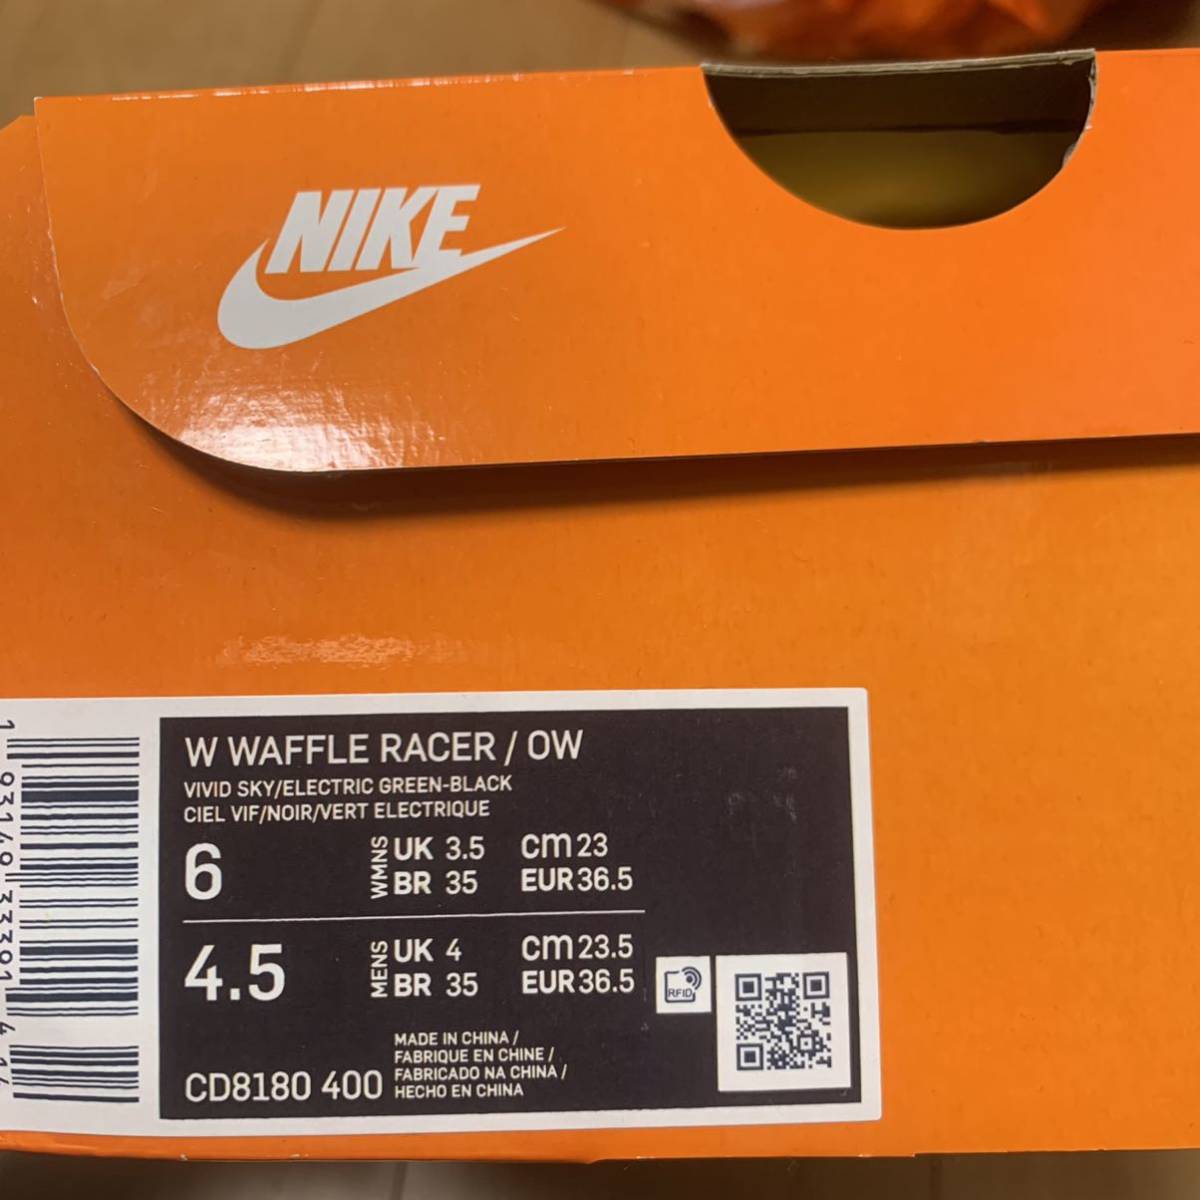 NIKE
W WAFFLE RACER / OW
VIVID SKY/ELECTRIC GREEN-BLACK
CIEL VIF/NOIR/VERT ELECTRIQUE
6 WMNS UK 3.5 cm 23
BR 35 EUR 36.5
4.5 MENS UK 4 cm 23.5
BR 35 EUR 36.5
RFID
MADE IN CHINA /
FABRIQUE EN CHINE /
FABRICADO NA CHINA /
HECHO EN CHINA
CD8180 400